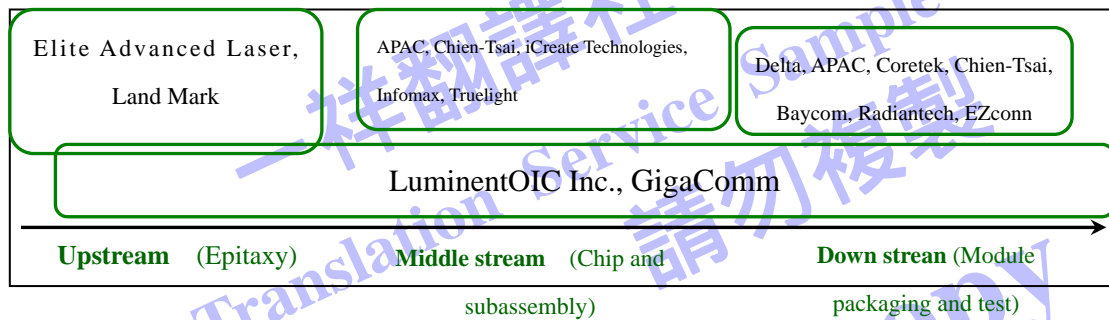 Elite Advanced Laser,
Land Mark
APAC, Chien-Tsai, iCreate Technologies,
Infomax, Truelight
Delta, APAC, Coretek, Chien-Tsai,
Baycom, Radiantech, EZconn
LuminentOIC Inc., GigaComm
Upstream (Epitaxy)
Middle stream (Chip and
subassembly)
Down strean (Module
packaging and test)
一祥翻譯社
Translation Service Sample
請勿複製
Copy